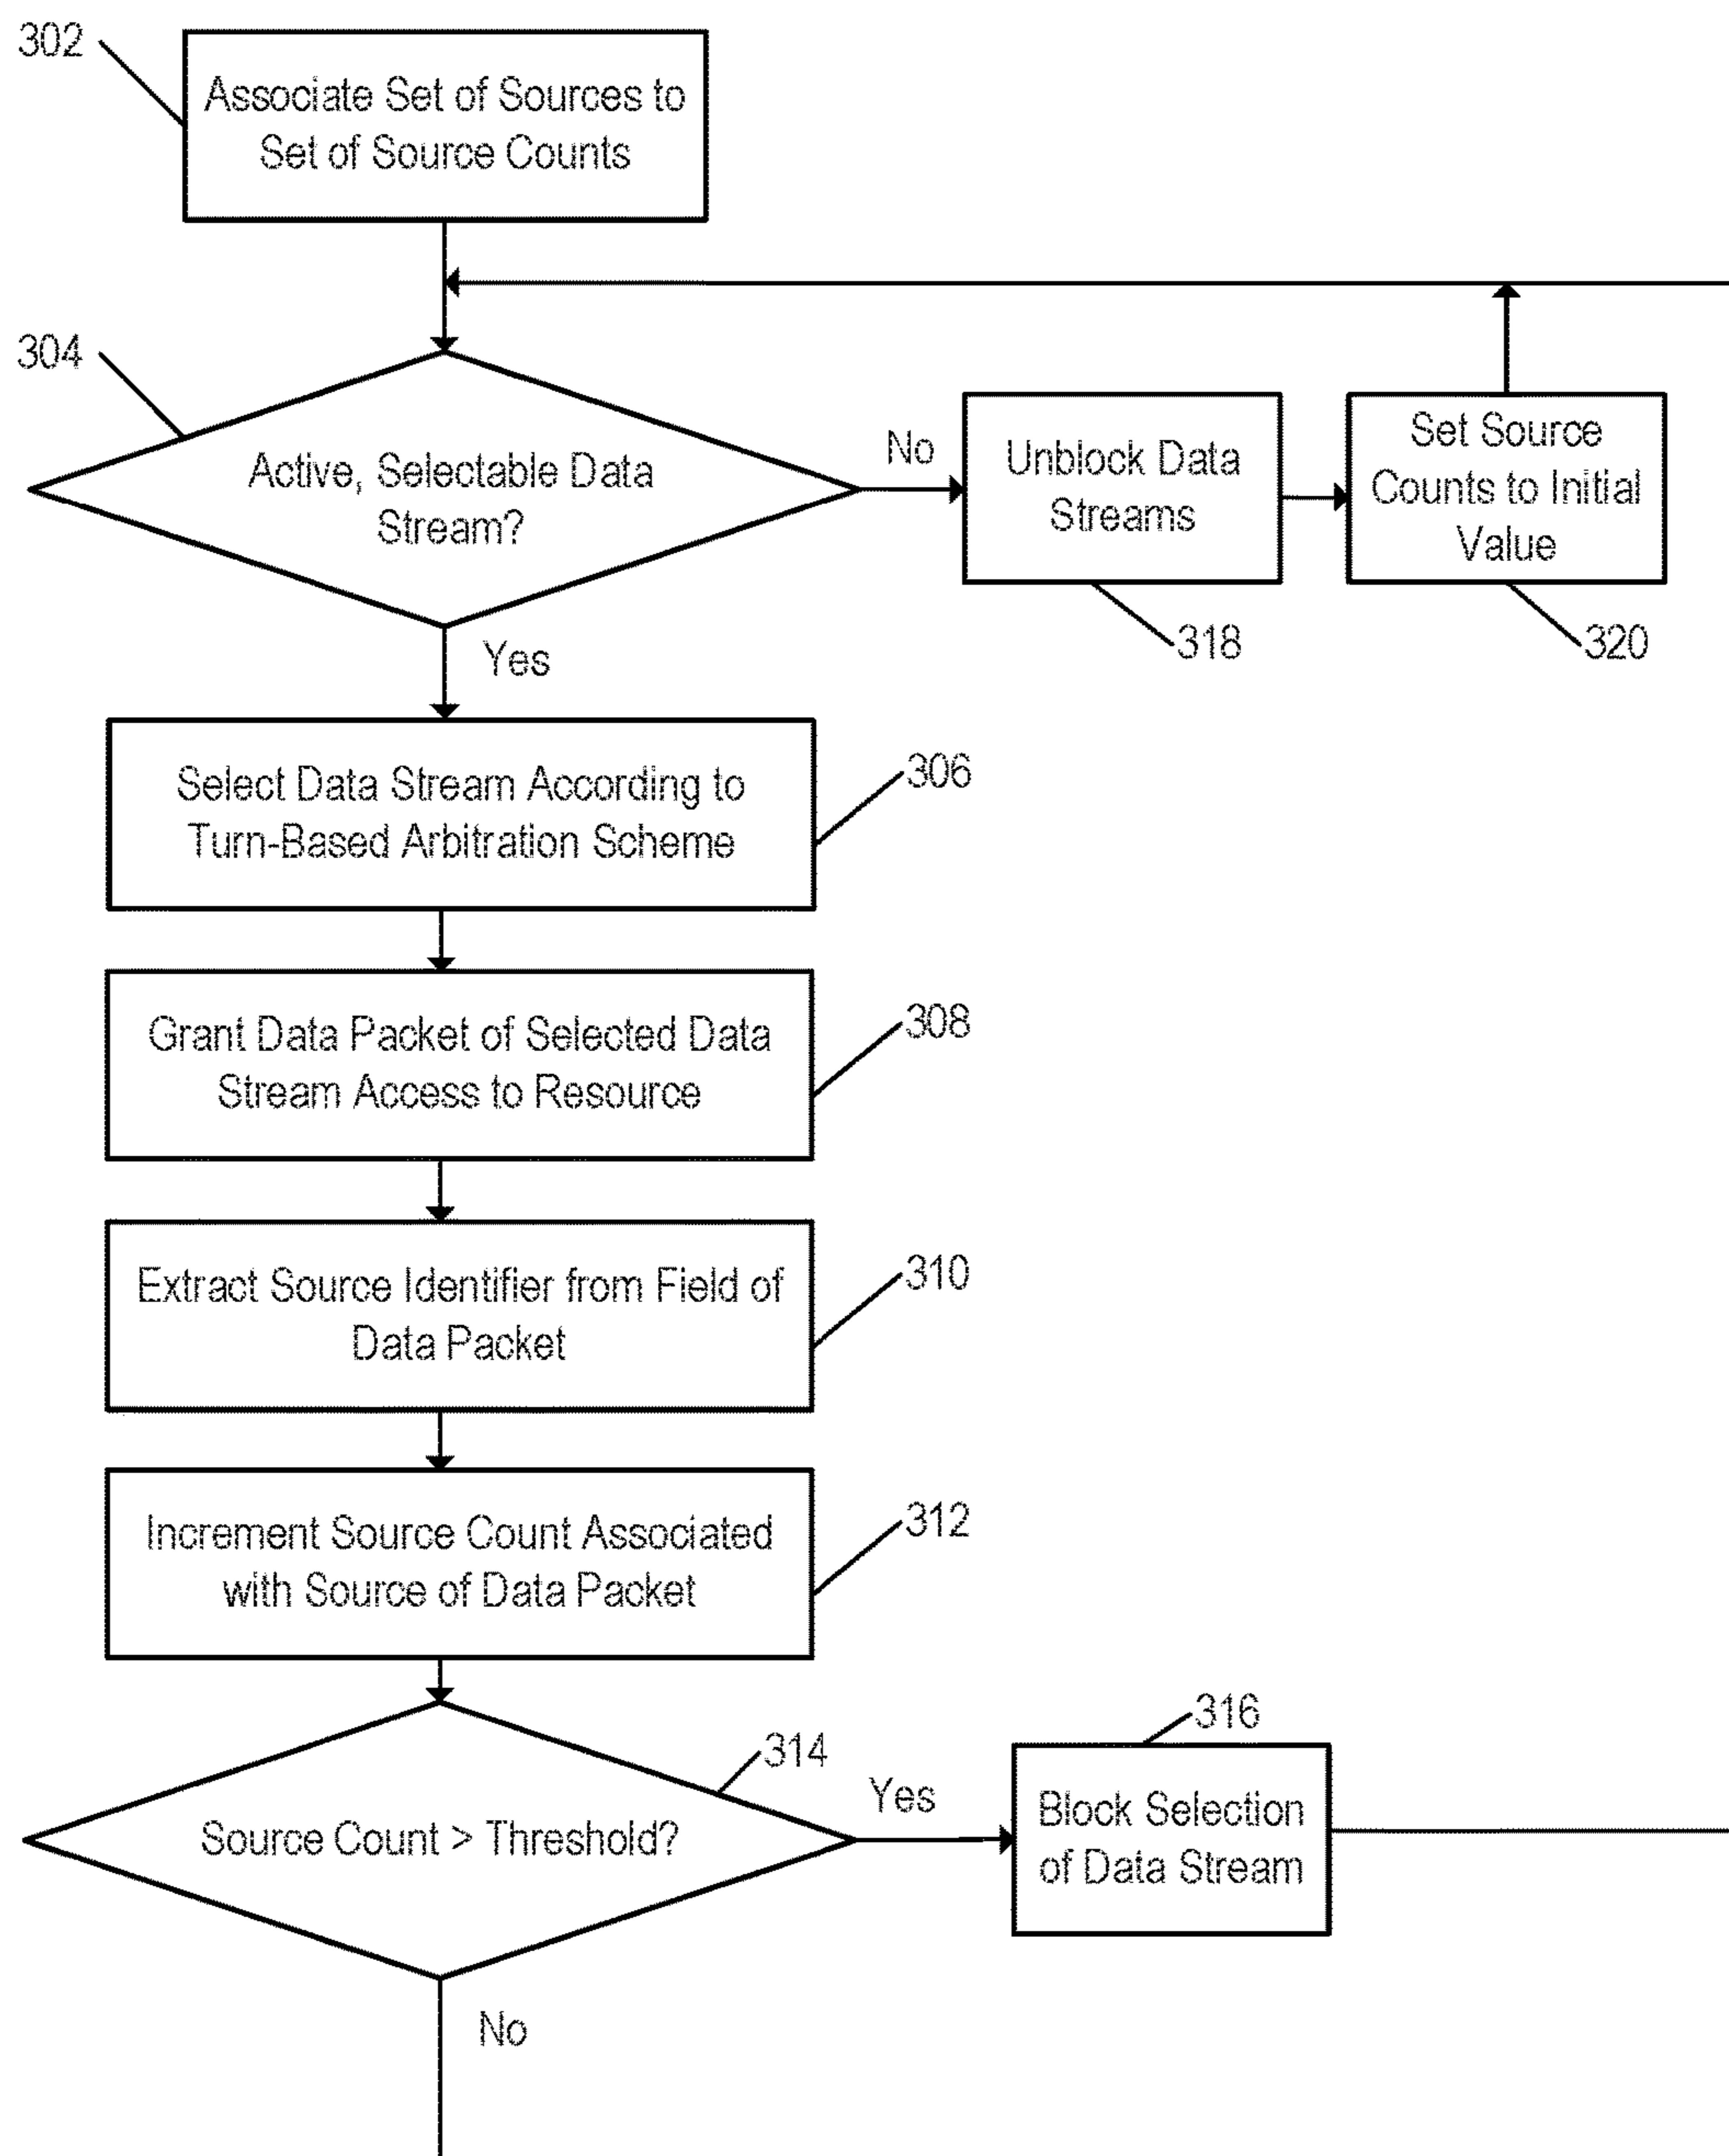 302
Associate Set of Sources to
Set of Source Counts
304
Active, Selectable Data
Stream?
No
Unblock Data
Streams
318
Set Source
Counts to Initial
Value
320
Yes
Select Data Stream According to
Turn-Based Arbitration Scheme
306
Grant Data Packet of Selected Data
Stream Access to Resource
308
Extract Source Identifier from Field of
Data Packet
310
Increment Source Count Associated
with Source of Data Packet
312
Source Count > Threshold?
314
Yes
316
Block Selection
of Data Stream
No